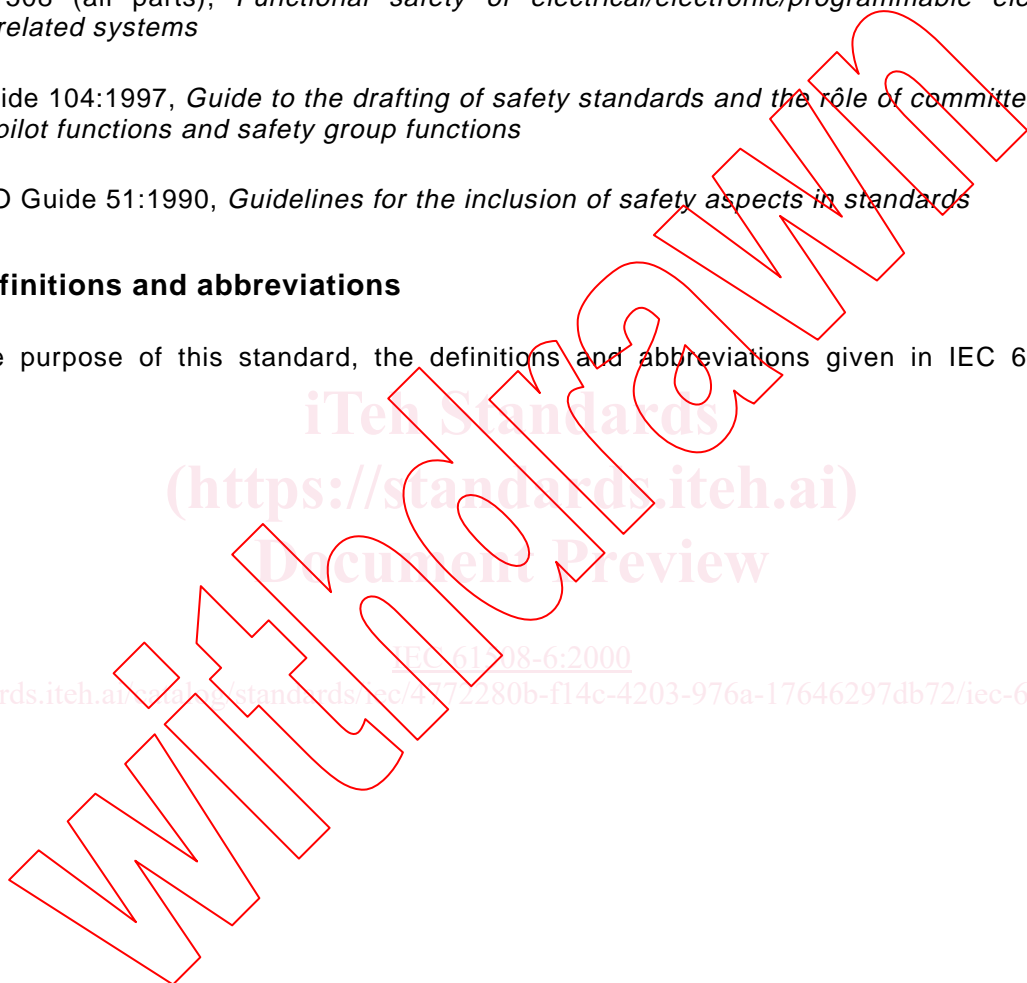 508 (all parts), Functional safety of electrical/electronic/programmable elec
related systems
ide 104:1997, Guide to the drafting of safety standards and the rôle of committe
pilot functions and safety group functions
O Guide 51:1990, Guidelines for the inclusion of safety aspects in standards
finitions and abbreviations
e purpose of this standard, the definitions and abbreviations given in IEC 6
iTeh Standards
(https://standards.iteh.ai)
Document Preview
IEC 61508-6:2000
rds.iteh.ai/catalog/standards/iec/4772280b-f14c-4203-976a-17646297db72/iec-6
withdrawn